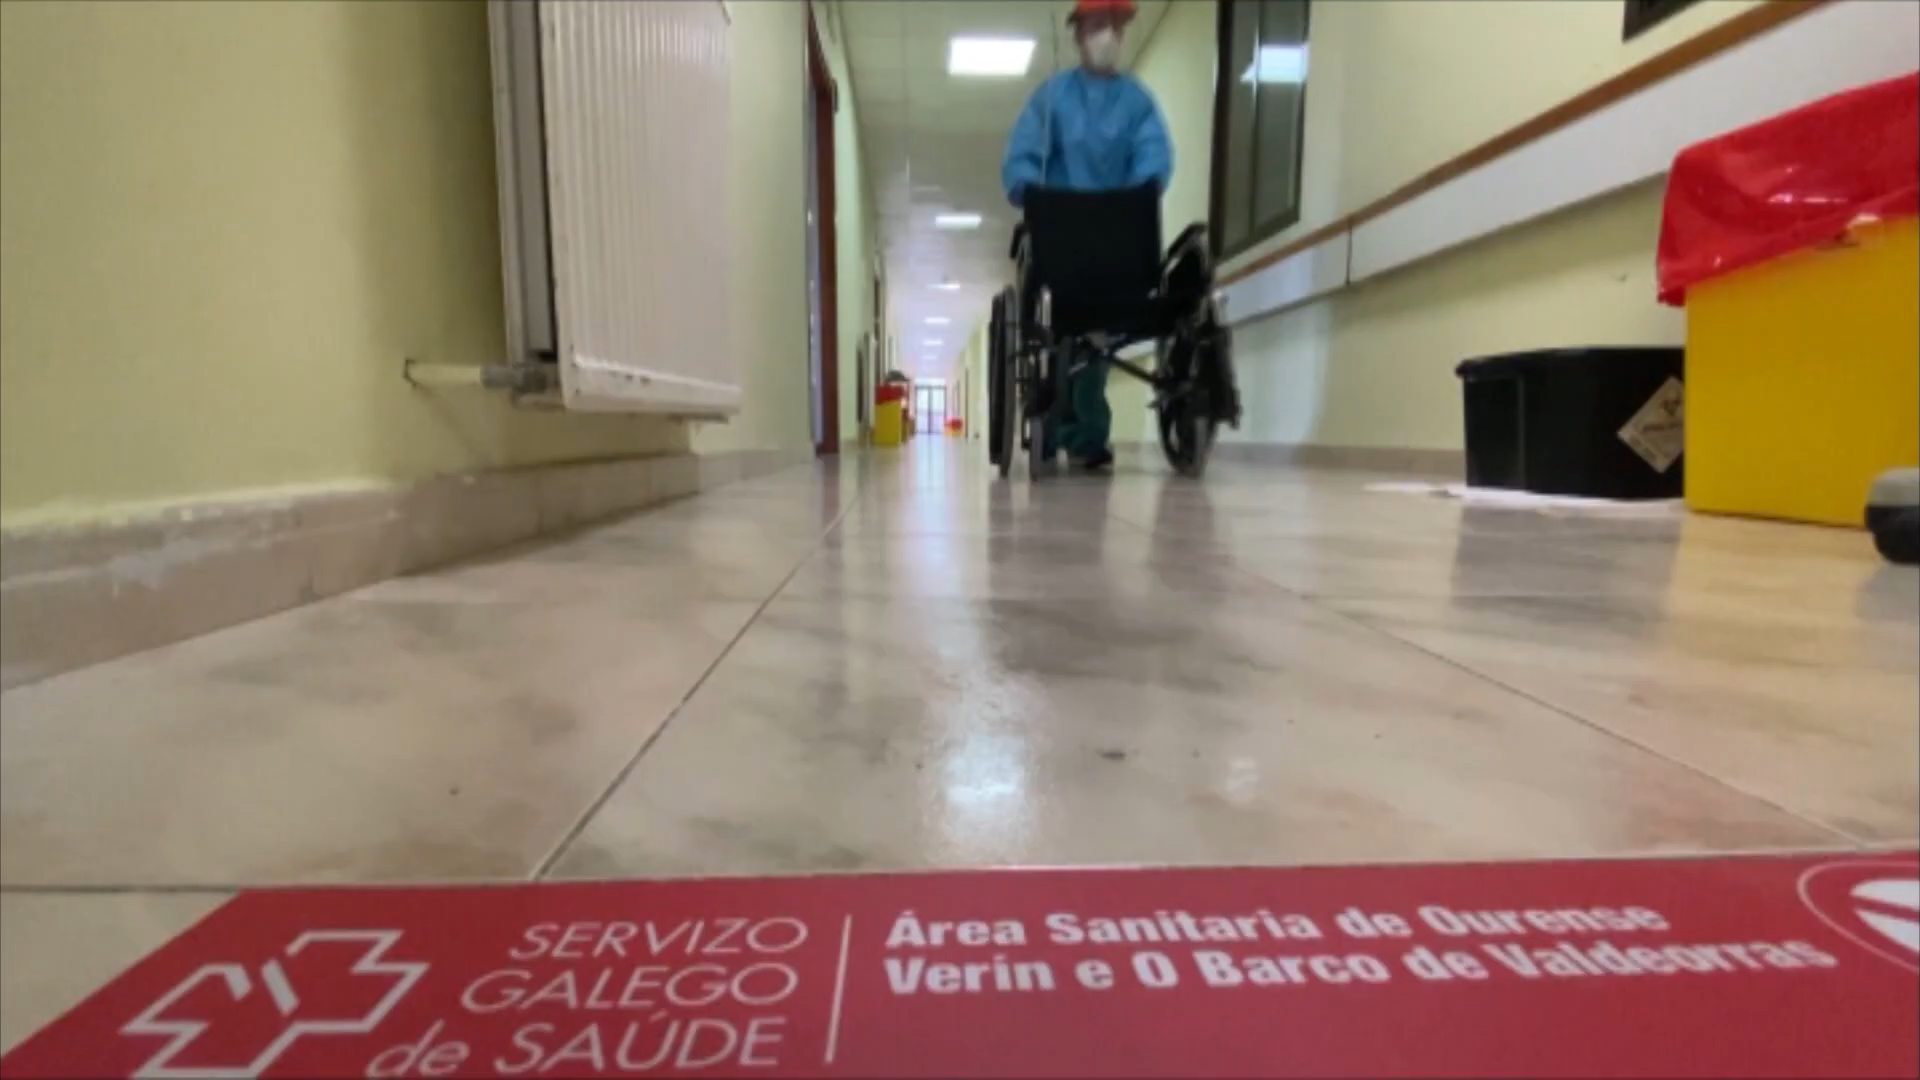 SERVIZO
GALEGO
de SAÚDE
Área Sanitaria de Ourense
Verín e O Barco de Valdeorras